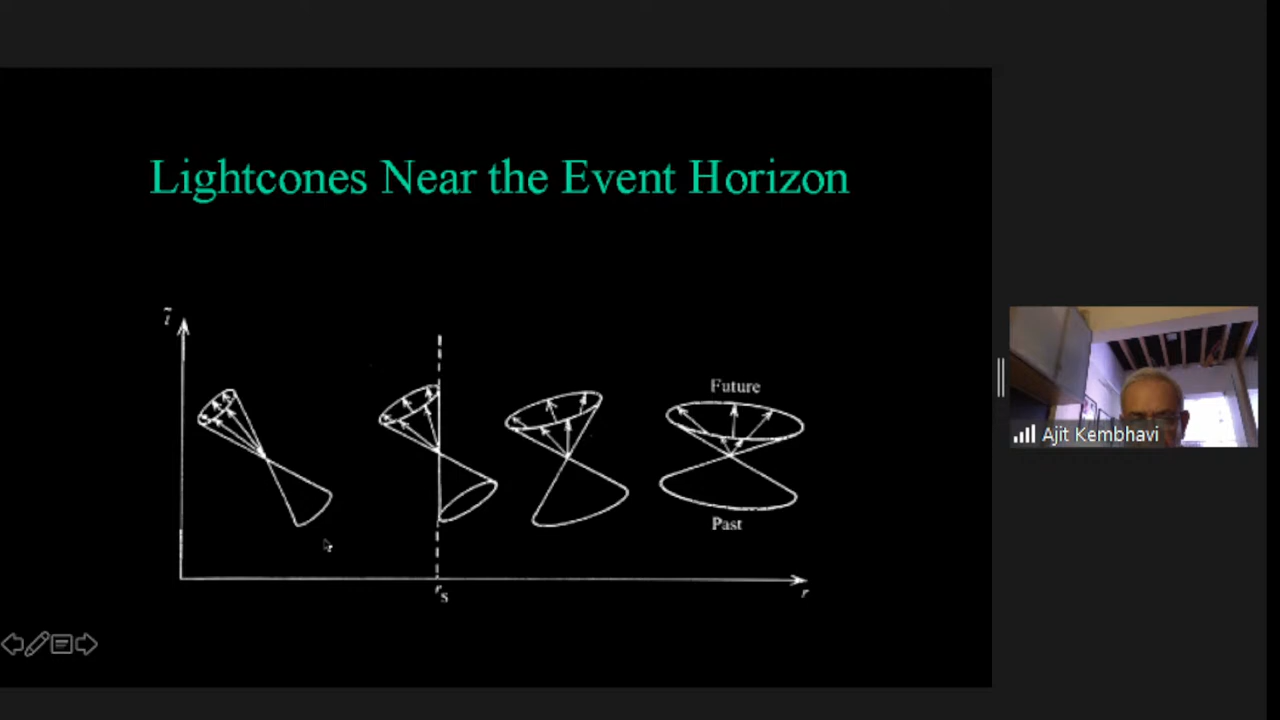 Lightcones Near the Event Horizon
t̃
Future
Past
r
rs
Ajit Kembhavi